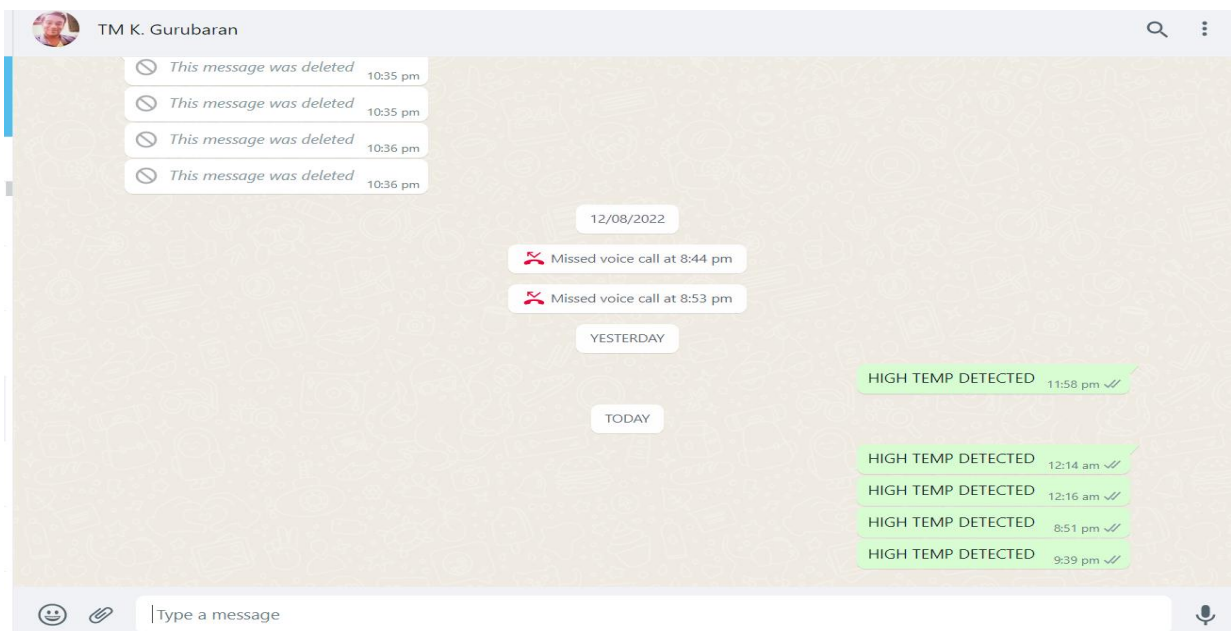 TM K. Gurubaran
This message was deleted 10:35 pm
This message was deleted 10:35 pm
This message was deleted 10:36 pm
This message was deleted 10:36 pm
12/08/2022
Missed voice call at 8:44 pm
Missed voice call at 8:53 pm
YESTERDAY
HIGH TEMP DETECTED 11:58 pm
TODAY
HIGH TEMP DETECTED 12:14 am
HIGH TEMP DETECTED 12:16 am
HIGH TEMP DETECTED 8:51 pm
HIGH TEMP DETECTED 9:39 pm
Type a message